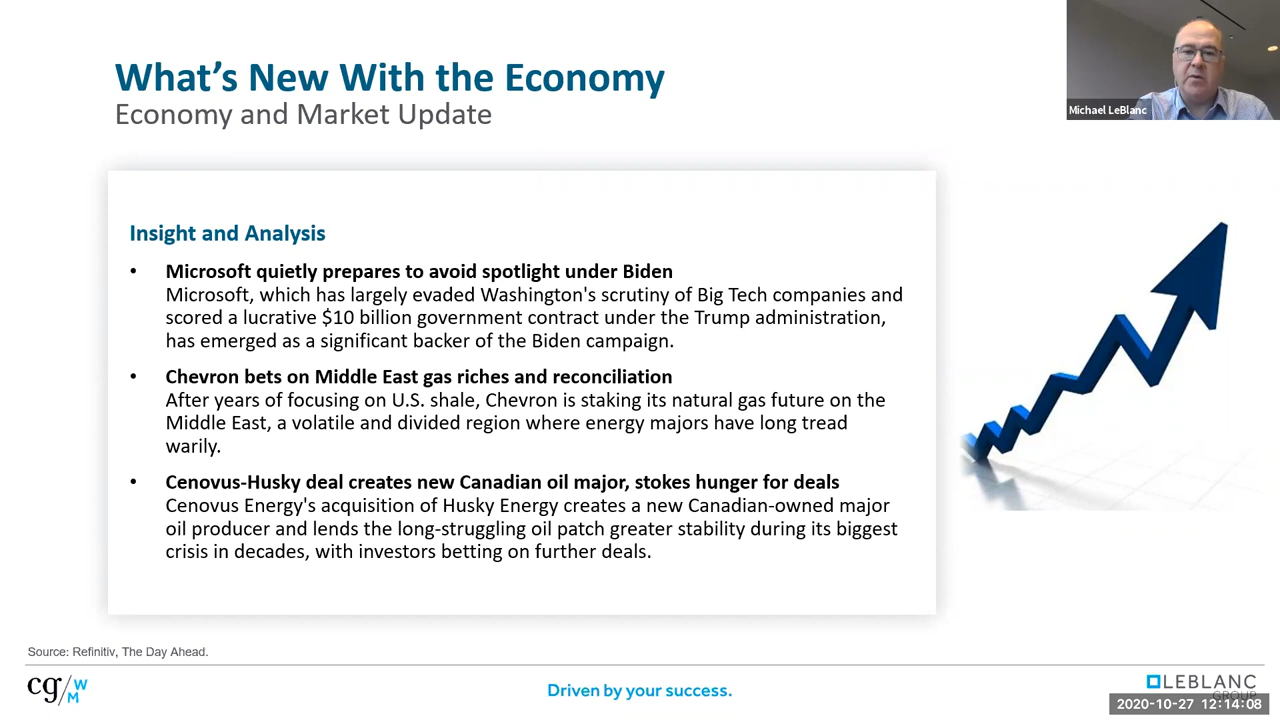 What's New With the Economy
Economy and Market Update
Michael LeBlanc
Insight and Analysis
• Microsoft quietly prepares to avoid spotlight under Biden
Microsoft, which has largely evaded Washington's scrutiny of Big Tech companies and
scored a lucrative $10 billion government contract under the Trump administration,
has emerged as a significant backer of the Biden campaign.
• Chevron bets on Middle East gas riches and reconciliation
After years of focusing on U.S. shale, Chevron is staking its natural gas future on the
Middle East, a volatile and divided region where energy majors have long tread
warily.
• Cenovus-Husky deal creates new Canadian oil major, stokes hunger for deals
Cenovus Energy's acquisition of Husky Energy creates a new Canadian-owned major
oil producer and lends the long-struggling oil patch greater stability during its biggest
crisis in decades, with investors betting on further deals.
Source: Refinitiv, The Day Ahead.
cg/WM
Driven by your success.
LEBLANC
GROUP
2020-10-27 12:14:08